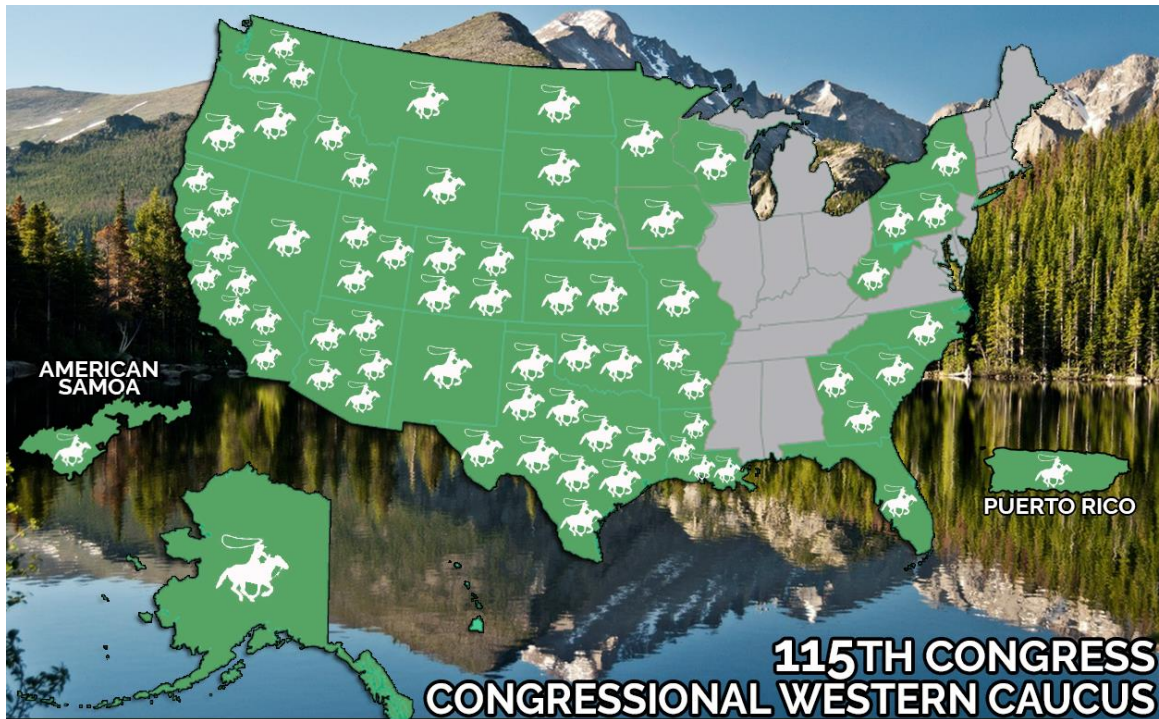 AMERICAN
SAMOA
PUERTO RICO
115TH CONGRESS
CONGRESSIONAL WESTERN CAUCUS